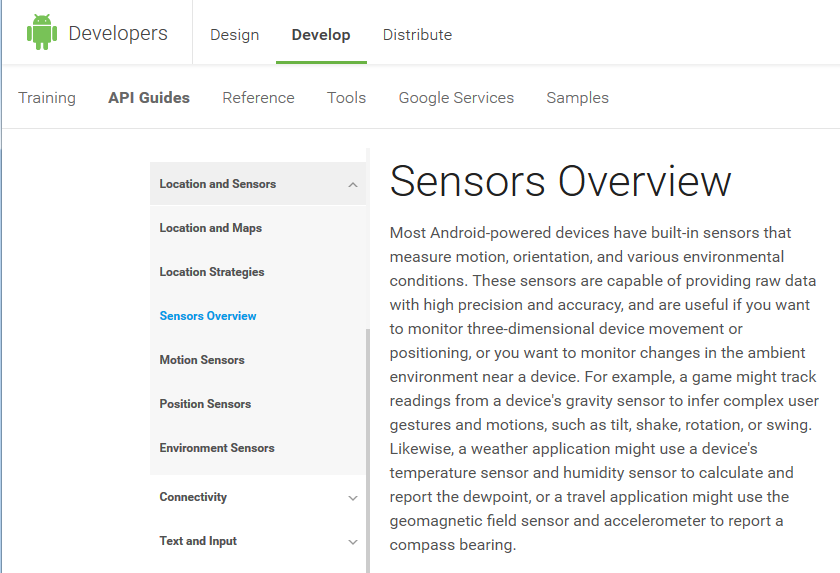 Developers Design Develop Distribute
Training API Guides Reference Tools Google Services Samples
Location and Sensors
Location and Maps
Location Strategies
Sensors Overview
Motion Sensors
Position Sensors
Environment Sensors
Connectivity
Text and Input
Sensors Overview
Most Android-powered devices have built-in sensors that
measure motion, orientation, and various environmental
conditions. These sensors are capable of providing raw data
with high precision and accuracy, and are useful if you want
to monitor three-dimensional device movement or
positioning, or you want to monitor changes in the ambient
environment near a device. For example, a game might track
readings from a device's gravity sensor to infer complex user
gestures and motions, such as tilt, shake, rotation, or swing.
Likewise, a weather application might use a device's
temperature sensor and humidity sensor to calculate and
report the dewpoint, or a travel application might use the
geomagnetic field sensor and accelerometer to report a
compass bearing.